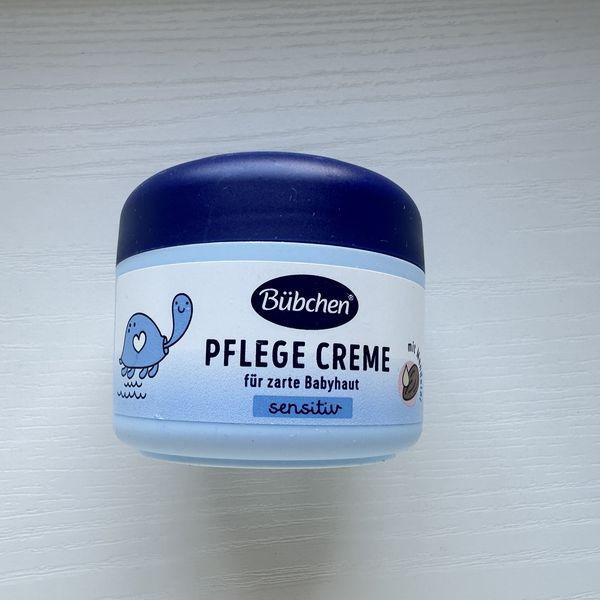 Bübchen®
PFLEGE CREME
für zarte Babyhaut
sensitiv
mit